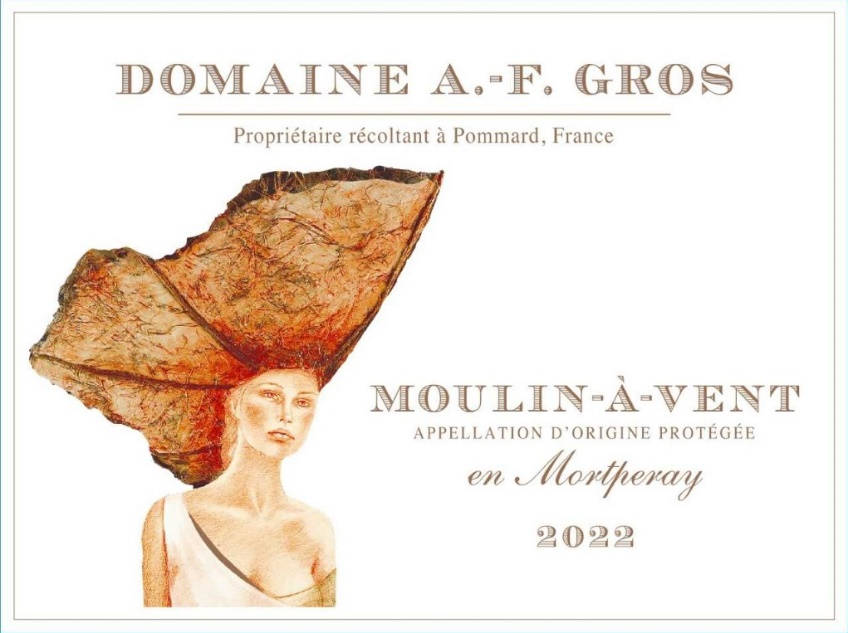 DOMAINE A.-F. GROS
Propriétaire récoltant à Pommard, France
MOULIN-À-VENT
APPELLATION D'ORIGINE PROTÉGÉE
en Mortperay
2022